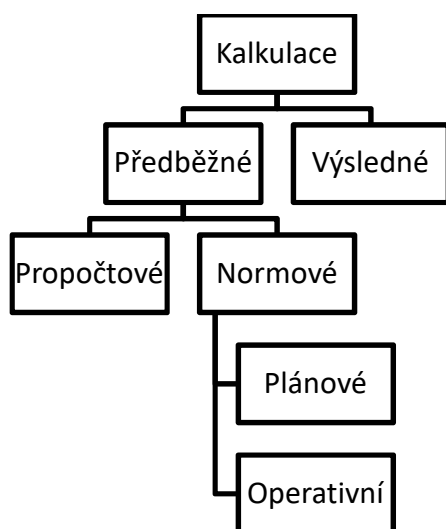 Kalkulace
Předběžné
Výsledné
Propočtové
Normové
Plánové
Operativní